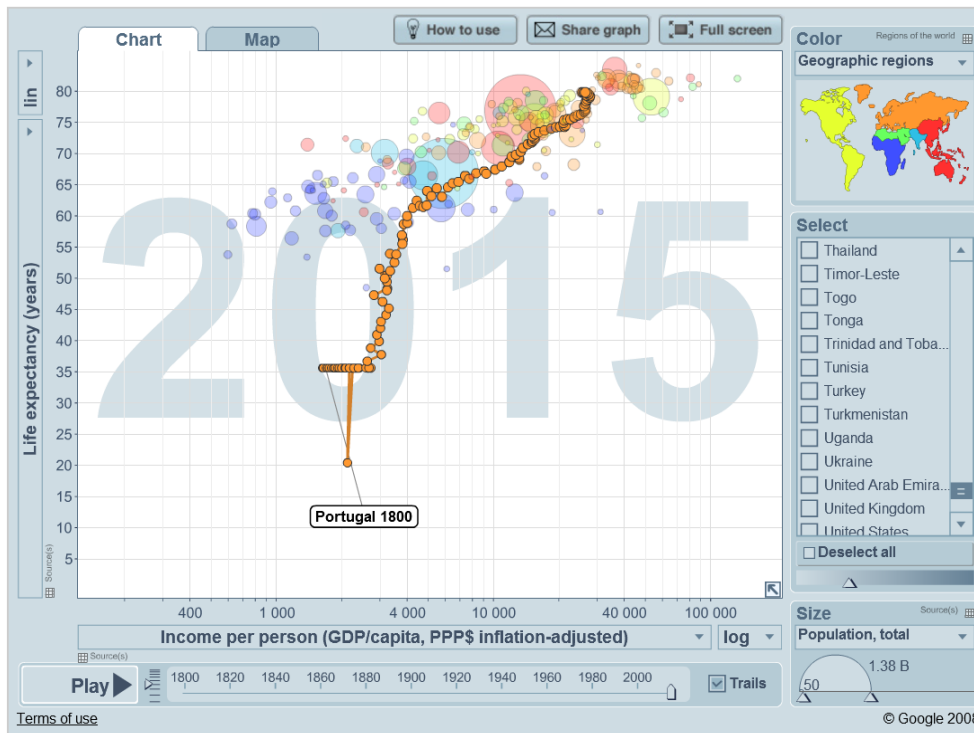 Chart
Map
How to use
Share graph
Full screen
Color
Regions of the world
Geographic regions
lin
Life expectancy (years)
Source(s)
80
75
70
65
60
55
50
45
40
35
30
25
20
15
10
5
2015
Portugal 1800
400
1 000
4 000
10 000
40 000
100 000
Income per person (GDP/capita, PPP$ inflation-adjusted)
log
Source(s)
Play
1800 1820 1840 1860 1880 1900 1920 1940 1960 1980 2000
Trails
Select
Thailand
Timor-Leste
Togo
Tonga
Trinidad and Toba...
Tunisia
Turkey
Turkmenistan
Uganda
Ukraine
United Arab Emira...
United Kingdom
United States
Deselect all
Size
Source(s)
Population, total
1.38 B
50
Terms of use
© Google 2008